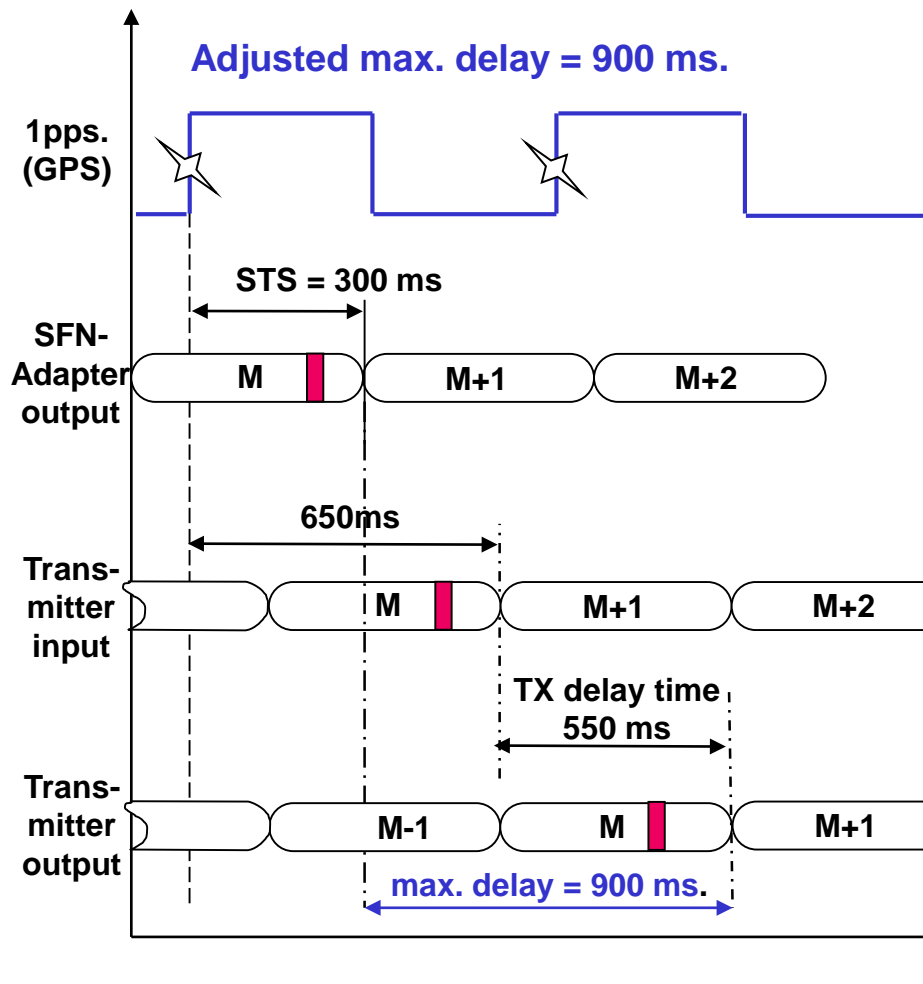 Adjusted max. delay = 900 ms.
1pps.
(GPS)
STS = 300 ms
SFN-
Adapter
output
M
M+1
M+2
650ms
Trans-
mitter
input
M
M+1
M+2
TX delay time
550 ms
Trans-
mitter
output
M-1
M
M+1
max. delay = 900 ms.